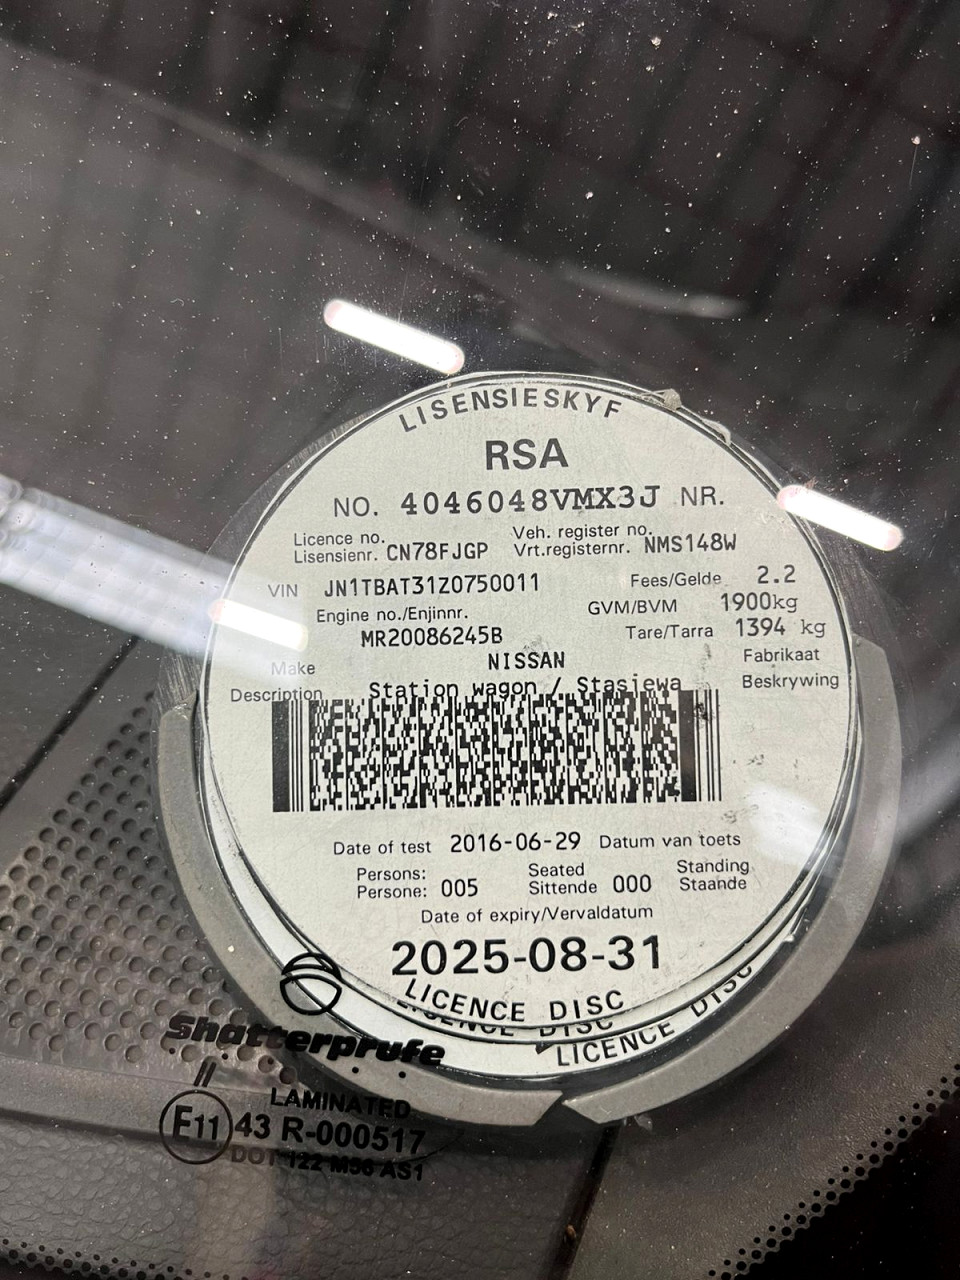 LISENSIESKYF
RSA
NO. 4046048VMX3J NR.
Licence no. Veh. register no.
Lisensienr. CN78FJGP Vrt.registernr. NMS148W
VIN JN1TBAT31Z0750011 Fees/Gelde 2.2
Engine no./Enjinnr. GVM/BVM 1900kg
MR20086245B Tare/Tarra 1394 kg
Make NISSAN Fabrikaat
Description Station wagon / Stasiewa Beskrywing
Date of test 2016-06-29 Datum van toets
Persons: Seated Standing
Persone: 005 Sittende 000 Staande
Date of expiry/Vervaldatum
2025-08-31
LICENCE DISC
LICENCE DISC
LICENCE DISC
Shatterprufe
LAMINATED
E11 43 R-000517
DOT 122 M56 AS1